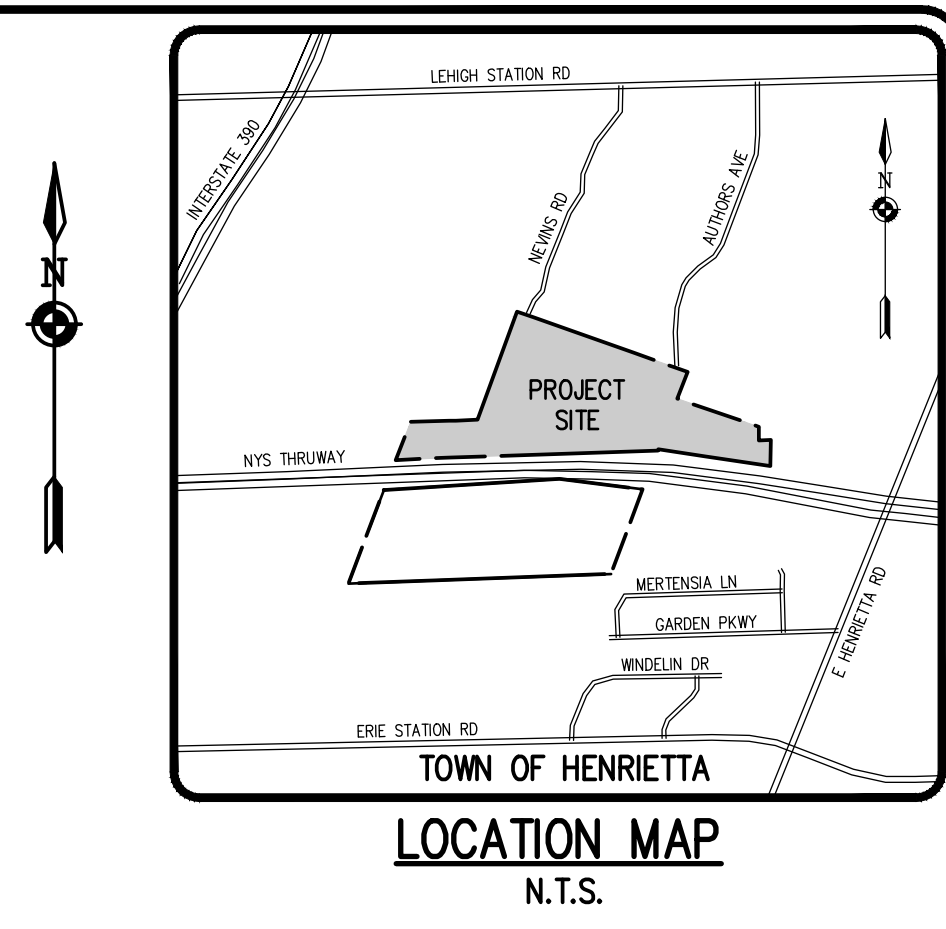 LEHIGH STATION RD
INTERSTATE 390
NEVINS RD
AUTHORS AVE
N
N
PROJECT
SITE
NYS THRUWAY
MERTENSIA LN
GARDEN PKWY
E HENRIETTA RD
WINDELIN DR
ERIE STATION RD
TOWN OF HENRIETTA
LOCATION MAP
N.T.S.